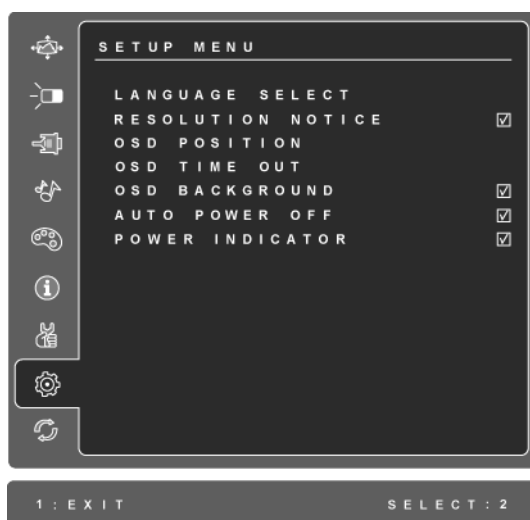 SETUP MENU
LANGUAGE SELECT
RESOLUTION NOTICE
OSD POSITION
OSD TIME OUT
OSD BACKGROUND
AUTO POWER OFF
POWER INDICATOR
1:EXIT SELECT:2